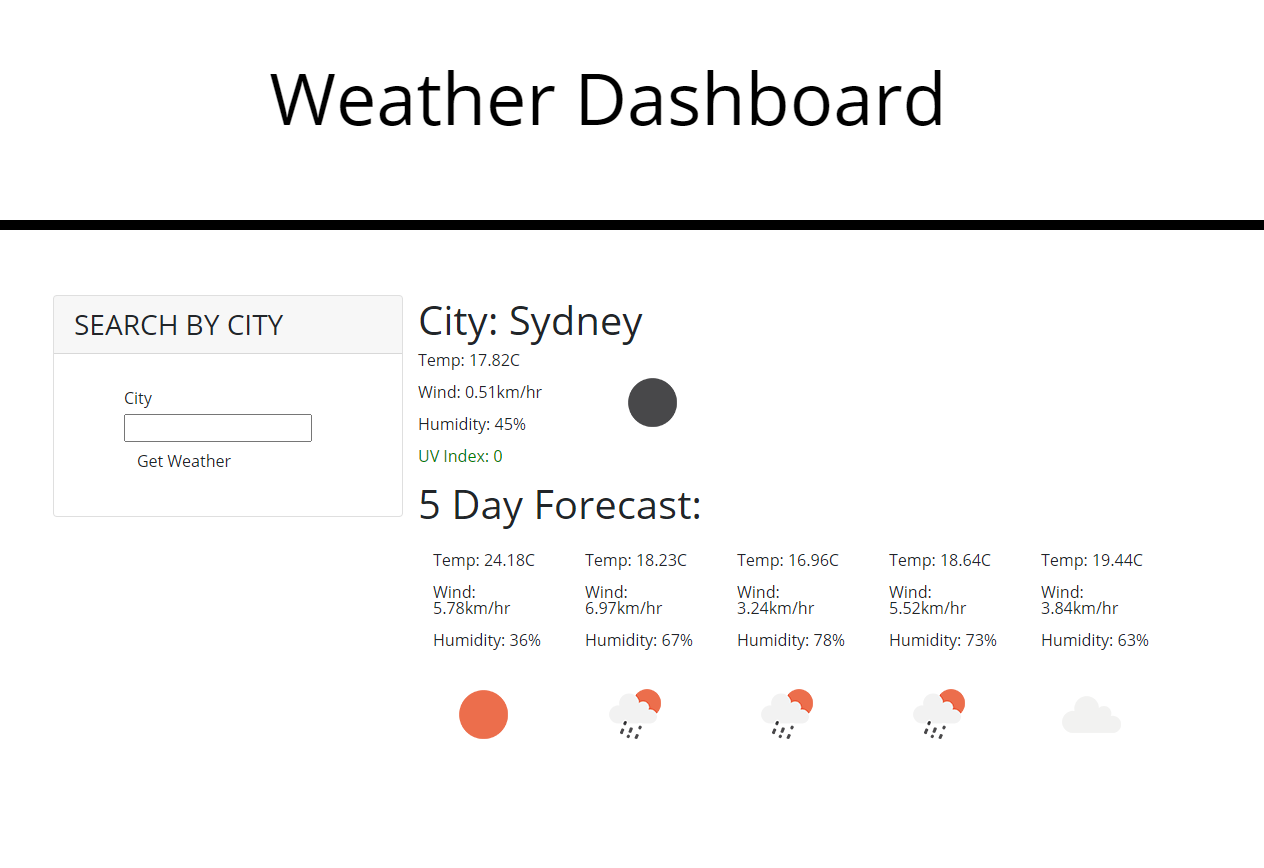 Weather Dashboard
SEARCH BY CITY
City
Get Weather
City: Sydney
Temp: 17.82C
Wind: 0.51km/hr
Humidity: 45%
UV Index: 0
5 Day Forecast:
Temp: 24.18C
Wind:
5.78km/hr
Humidity: 36%
Temp: 18.23C
Wind:
6.97km/hr
Humidity: 67%
Temp: 16.96C
Wind:
3.24km/hr
Humidity: 78%
Temp: 18.64C
Wind:
5.52km/hr
Humidity: 73%
Temp: 19.44C
Wind:
3.84km/hr
Humidity: 63%